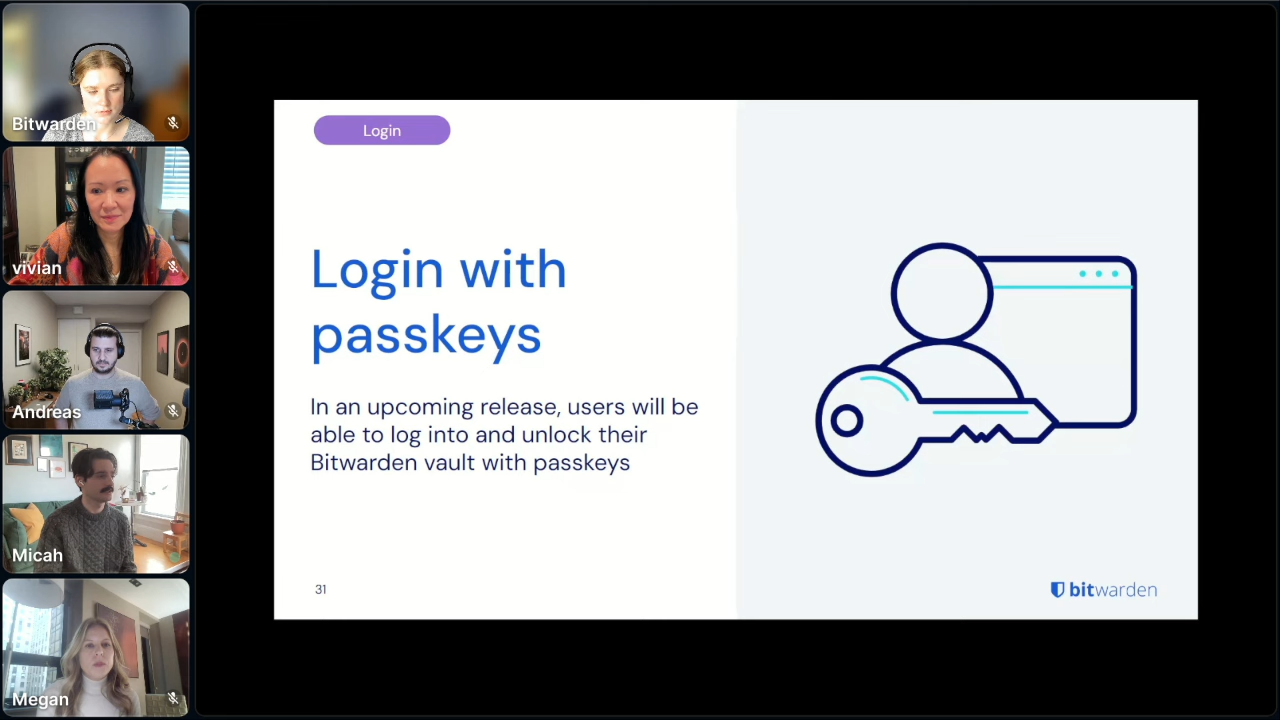 Bitwarden
vivian
Andreas
Micah
Megan
Login
Login with
passkeys
In an upcoming release, users will be
able to log into and unlock their
Bitwarden vault with passkeys
31
bitwarden